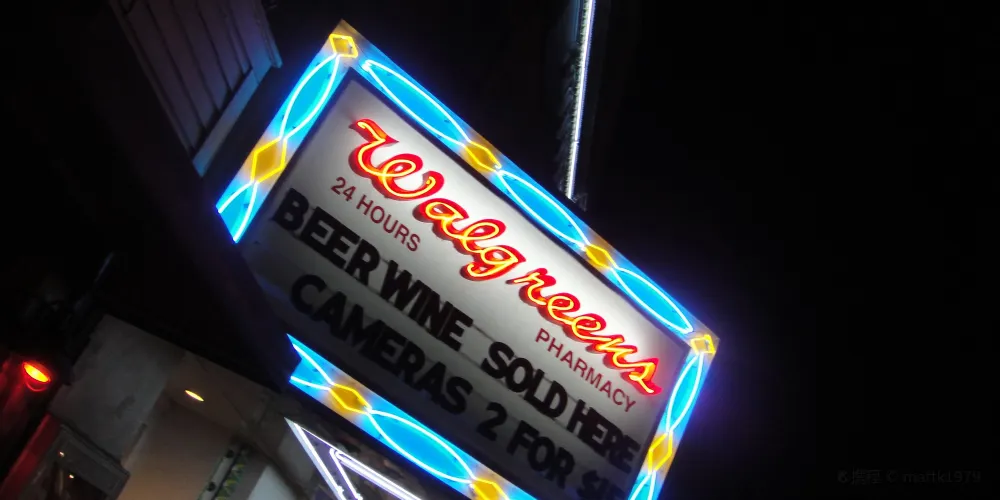 Walgreens
24 HOURS
PHARMACY
BEER WINE SOLD HERE
CAMERAS 2 FOR